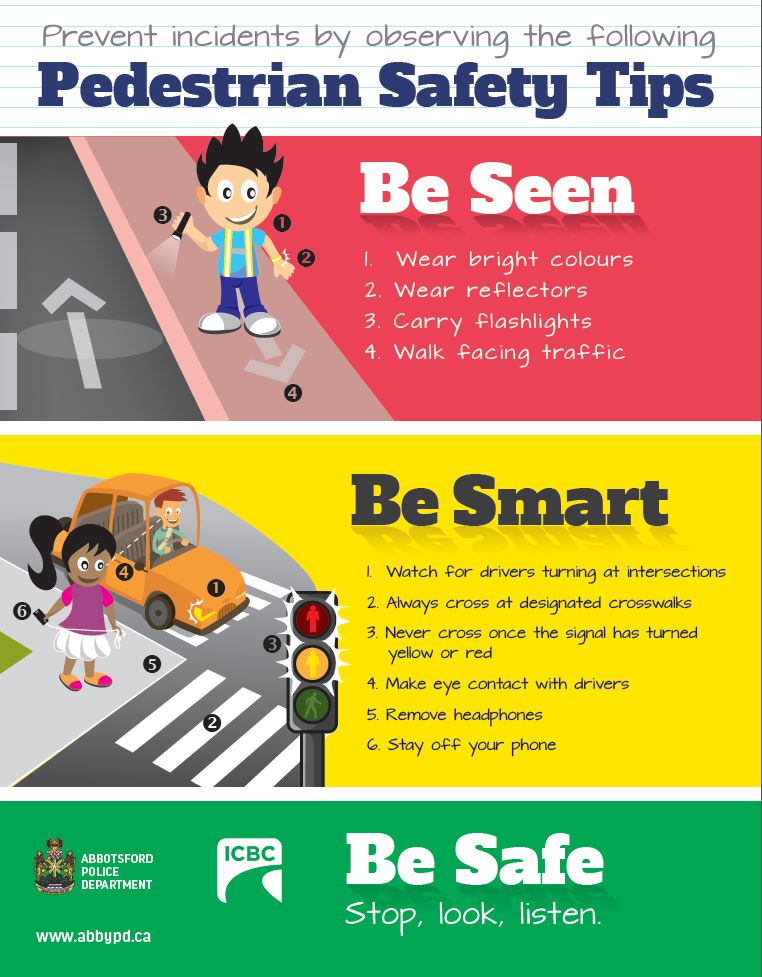 Prevent incidents by observing the following
Pedestrian Safety Tips
Be Seen
1. Wear bright colours
2. Wear reflectors
3. Carry flashlights
4. Walk facing traffic
3
1
2
4
Be Smart
1. Watch for drivers turning at intersections
2. Always cross at designated crosswalks
3. Never cross once the signal has turned
yellow or red
4. Make eye contact with drivers
5. Remove headphones
6. Stay off your phone
4
1
6
3
5
2
ABBOTSFORD
POLICE
DEPARTMENT
www.abbypd.ca
ICBC
Be Safe
Stop, look, listen.